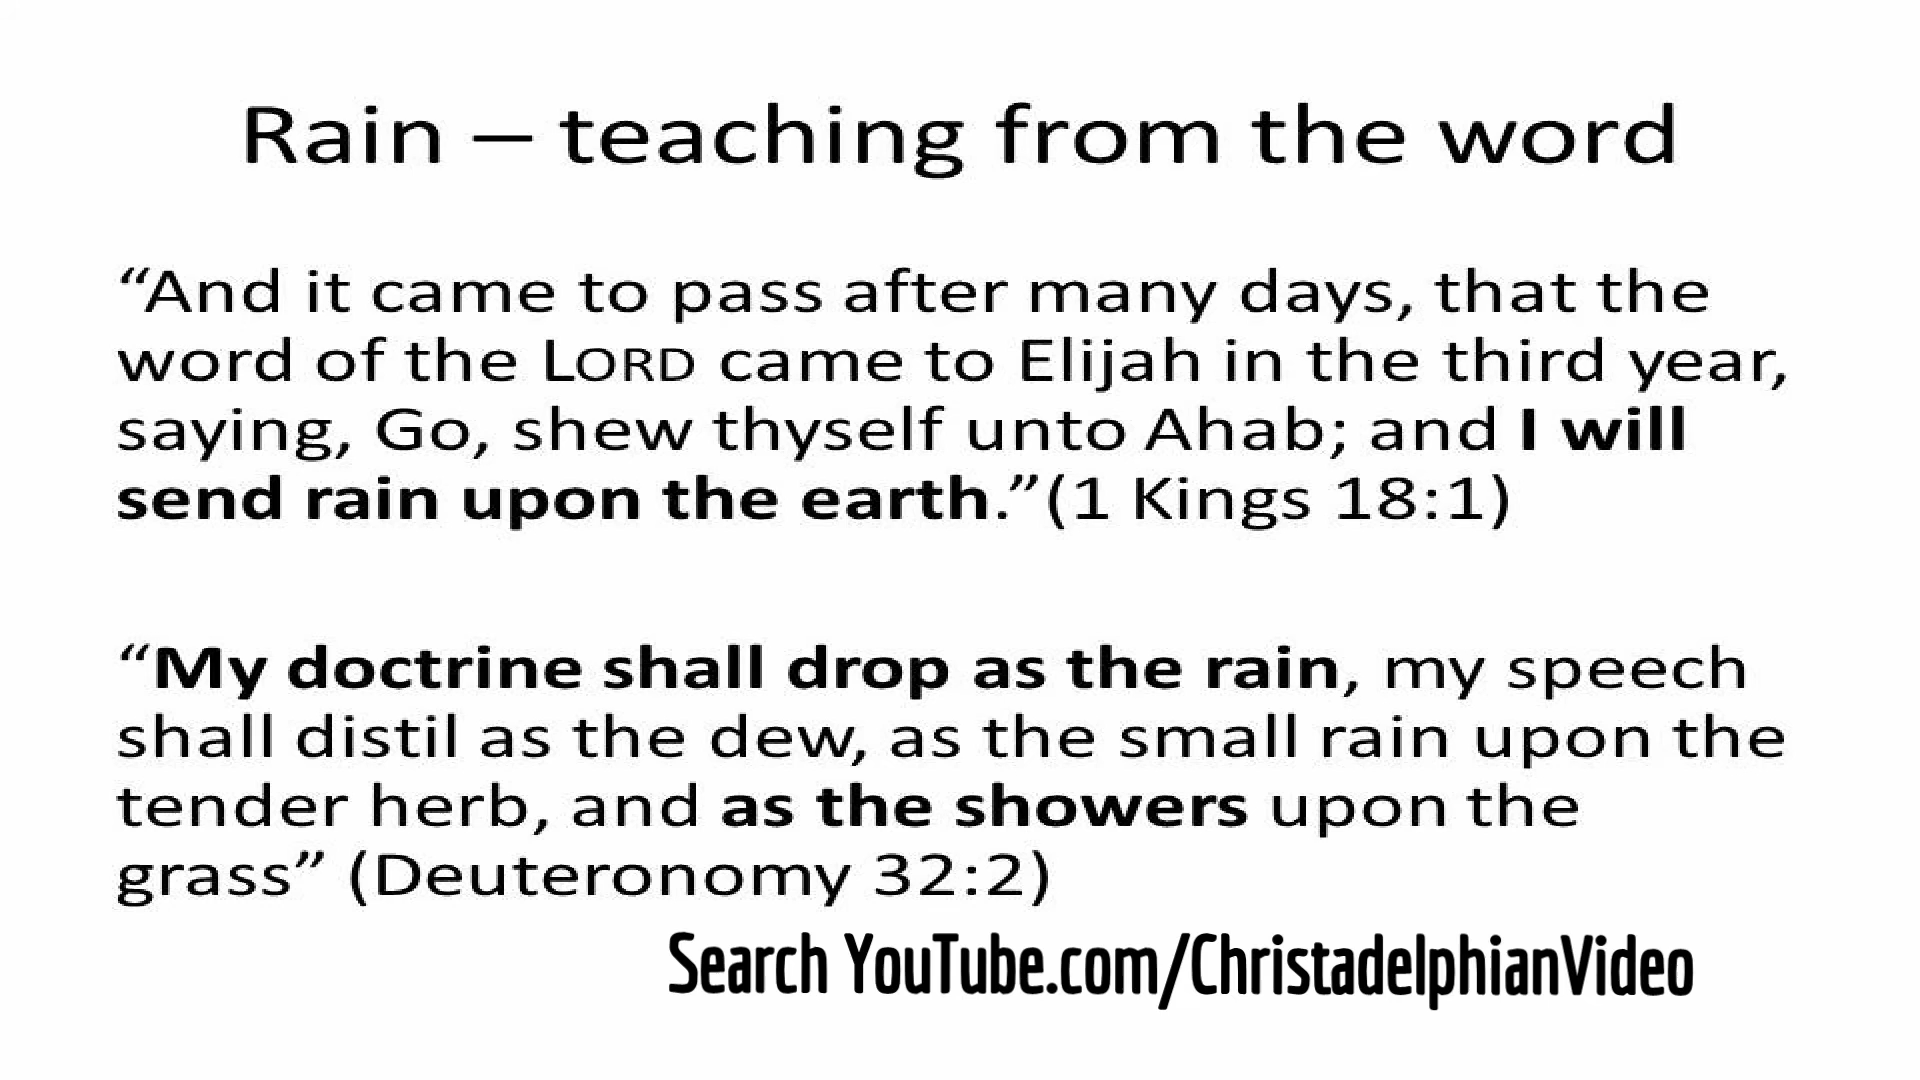 Rain – teaching from the word
“And it came to pass after many days, that the
word of the LORD came to Elijah in the third year,
saying, Go, shew thyself unto Ahab; and I will
send rain upon the earth.”(1 Kings 18:1)
“My doctrine shall drop as the rain, my speech
shall distil as the dew, as the small rain upon the
tender herb, and as the showers upon the
grass” (Deuteronomy 32:2)
Search YouTube.com/ChristadelphianVideo